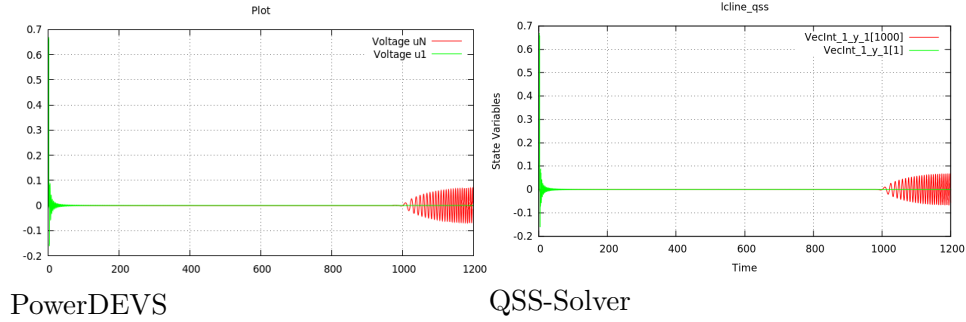 Plot
Voltage uN
Voltage u1
0.7
0.6
0.5
0.4
0.3
0.2
0.1
0
-0.1
-0.2
0 200 400 600 800 1000 1200
PowerDEVS
lcline_qss
VecInt_1_y_1[1000]
VecInt_1_y_1[1]
State Variables
0.7
0.6
0.5
0.4
0.3
0.2
0.1
0
-0.1
-0.2
0 200 400 600 800 1000 1200
Time
QSS-Solver